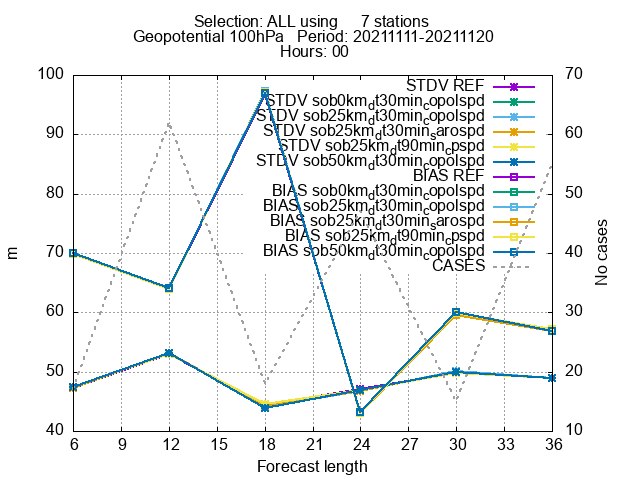 Selection: ALL using 7 stations
Geopotential 100hPa Period: 20211111-20211120
Hours: 00
100
90
80
70
60
50
40
70
60
50
40
30
20
10
m
No cases
STDV REF
STDV sob0km_dt30min_copolspd
STDV sob25km_dt30min_copolspd
STDV sob25km_dt30min_sarospd
STDV sob25km_dt90min_cpspd
STDV sob50km_dt30min_copolspd
BIAS REF
BIAS sob0km_dt30min_copolspd
BIAS sob25km_dt30min_copolspd
BIAS sob25km_dt30min_sarospd
BIAS sob25km_dt90min_cpspd
BIAS sob50km_dt30min_copolspd
CASES
6 9 12 15 18 21 24 27 30 33 36
Forecast length